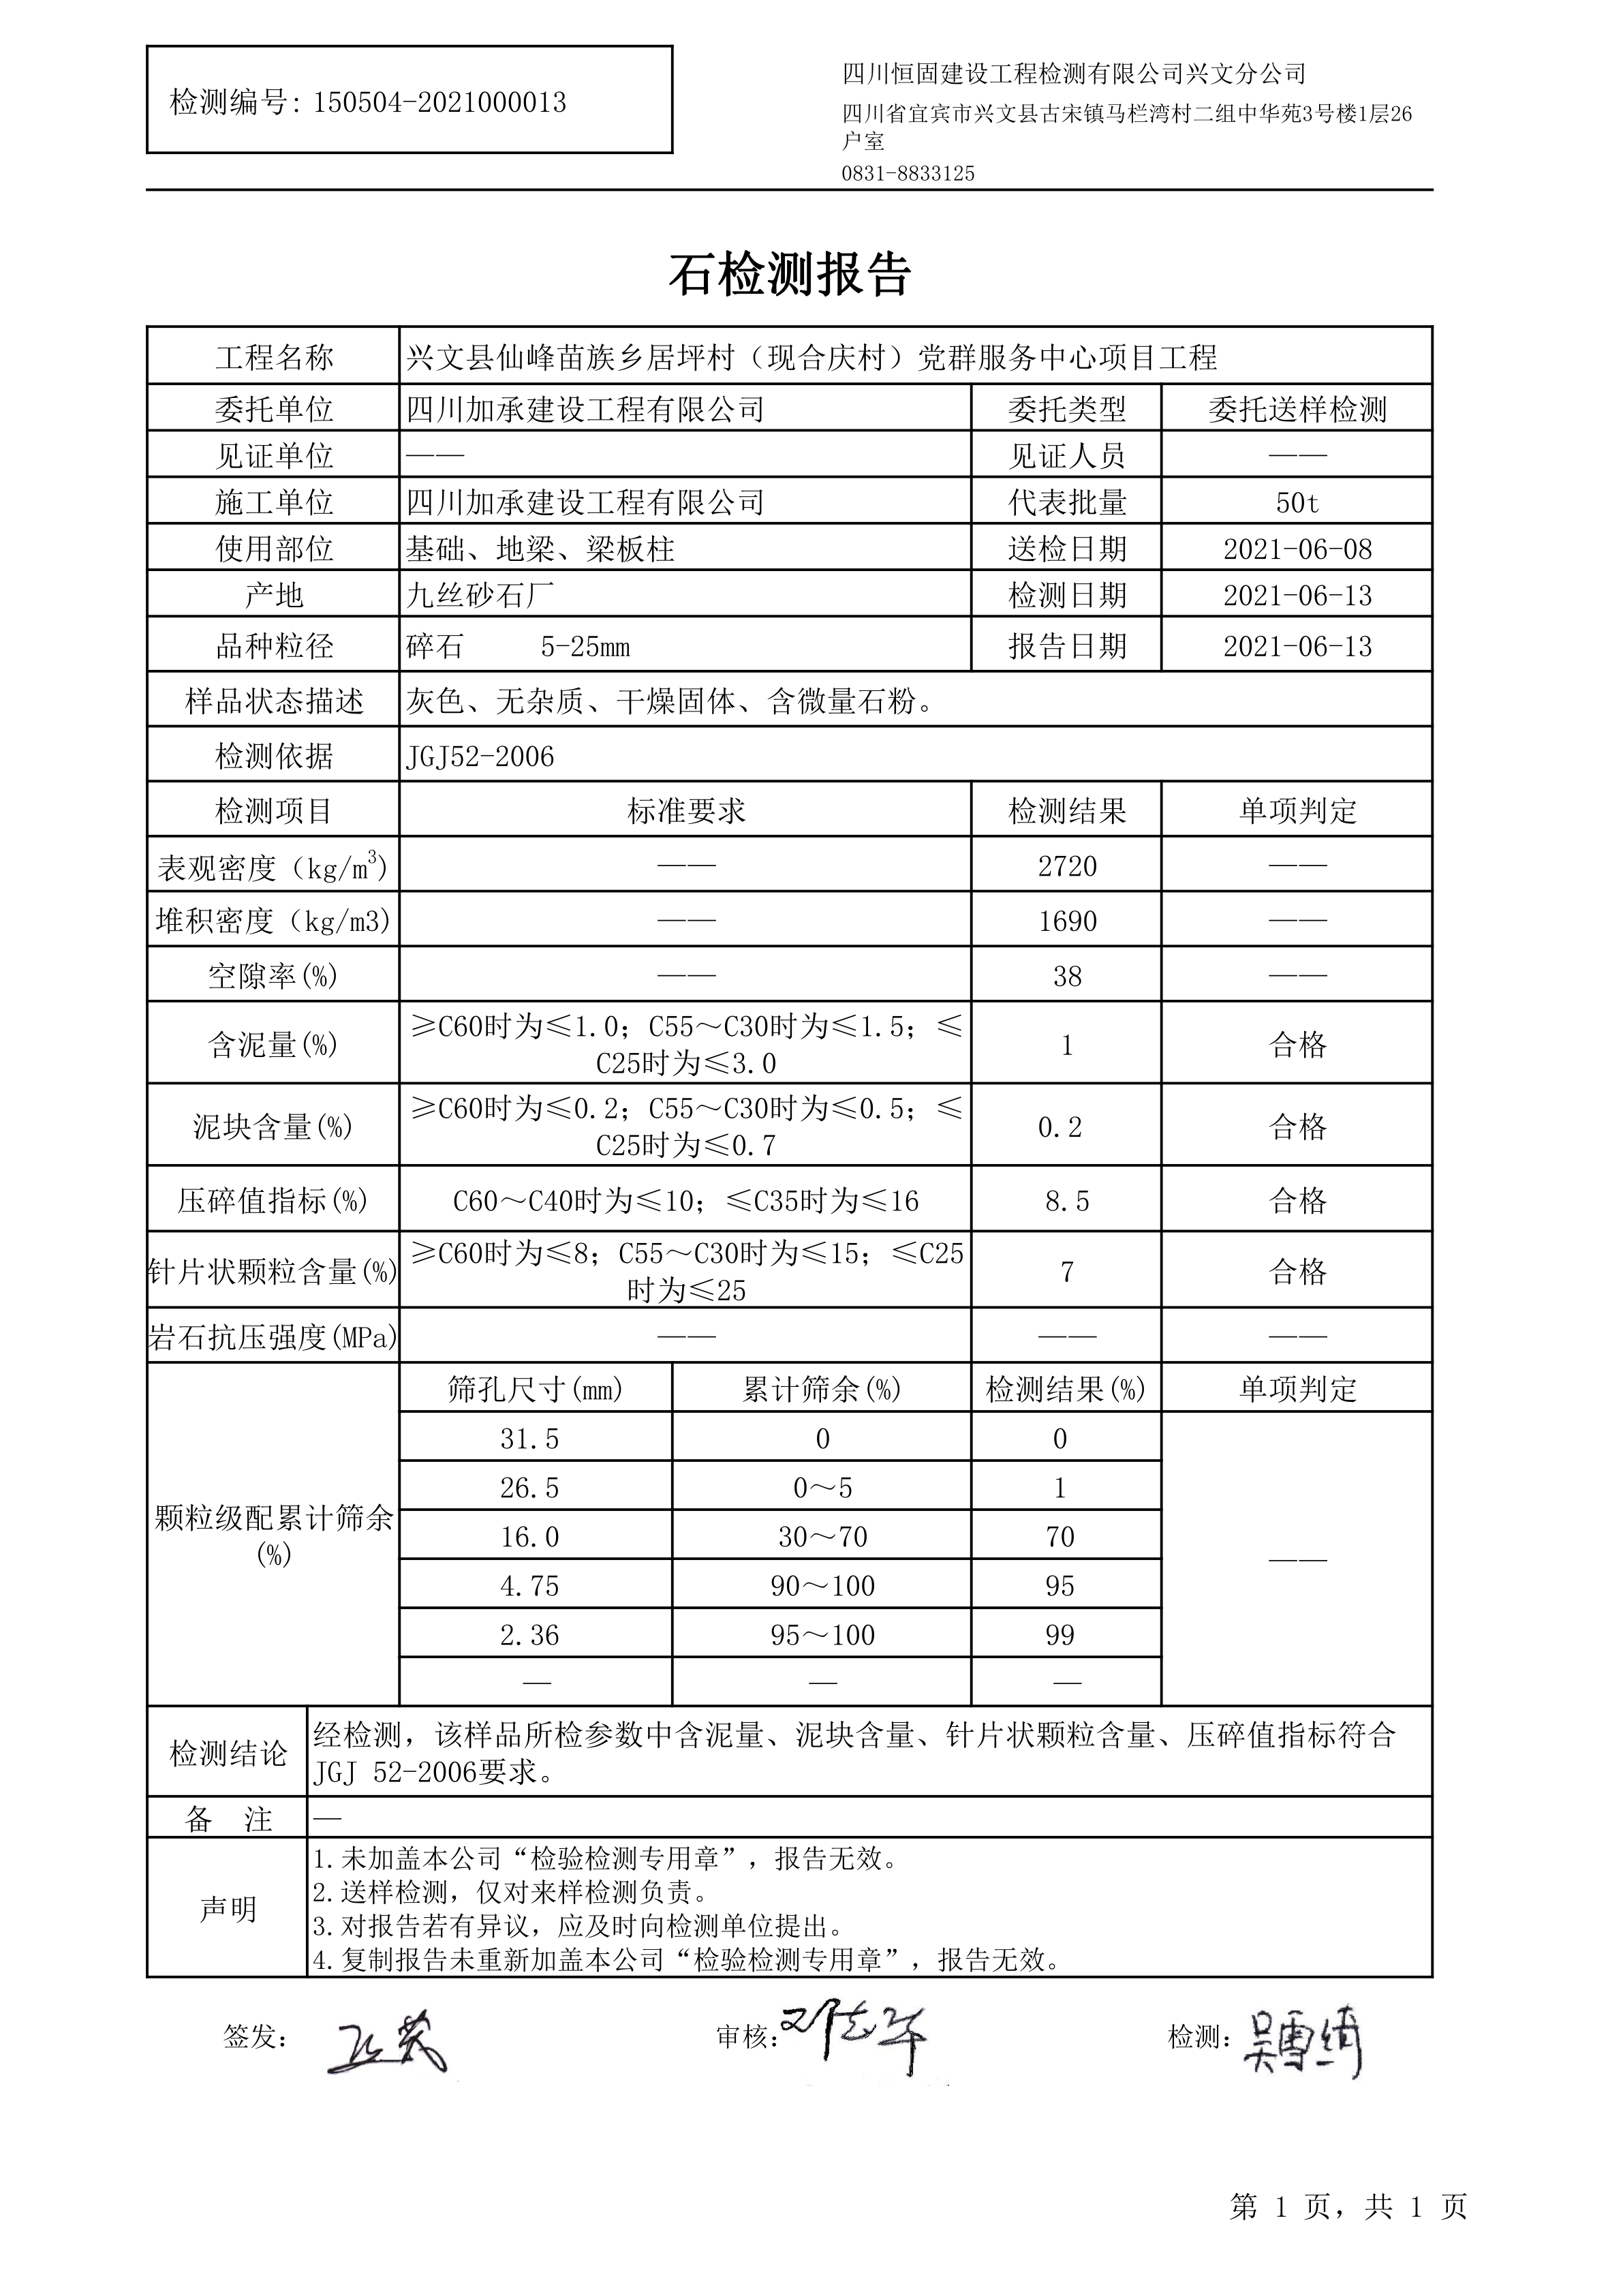 检测编号: 150504-2021000013
四川恒固建设工程检测有限公司兴文分公司
四川省宜宾市兴文县古宋镇马栏湾村二组中华苑3号楼1层26
户室
0831-8833125
石检测报告
工程名称 兴文县仙峰苗族乡居坪村（现合庆村）党群服务中心项目工程
委托单位 四川加承建设工程有限公司 委托类型 委托送样检测
见证单位 —— 见证人员 ——
施工单位 四川加承建设工程有限公司 代表批量 50t
使用部位 基础、地梁、梁板柱 送检日期 2021-06-08
产地 九丝砂石厂 检测日期 2021-06-13
品种粒径 碎石 5-25mm 报告日期 2021-06-13
样品状态描述 灰色、无杂质、干燥固体、含微量石粉。
检测依据 JGJ52-2006
检测项目 标准要求 检测结果 单项判定
表观密度（kg/m³) —— 2720 ——
堆积密度（kg/m3) —— 1690 ——
空隙率(%) —— 38 ——
含泥量(%) ≥C60时为≤1.0；C55～C30时为≤1.5；≤
C25时为≤3.0 1 合格
泥块含量(%) ≥C60时为≤0.2；C55～C30时为≤0.5；≤
C25时为≤0.7 0.2 合格
压碎值指标(%) C60～C40时为≤10；≤C35时为≤16 8.5 合格
针片状颗粒含量(%) ≥C60时为≤8；C55～C30时为≤15；≤C25
时为≤25 7 合格
岩石抗压强度(MPa) —— —— ——
颗粒级配累计筛余
(%)
筛孔尺寸(mm) 累计筛余(%) 检测结果(%) 单项判定
31.5 0 0
26.5 0～5 1
16.0 30～70 70
——
4.75 90～100 95
2.36 95～100 99
— — —
检测结论 经检测，该样品所检参数中含泥量、泥块含量、针片状颗粒含量、压碎值指标符合
JGJ 52-2006要求。
备 注 —
声明
1.未加盖本公司“检验检测专用章”，报告无效。
2.送样检测，仅对来样检测负责。
3.对报告若有异议，应及时向检测单位提出。
4.复制报告未重新加盖本公司“检验检测专用章”，报告无效。
签发: 审核: 检测: 吴雪绮
第 1 页，共 1 页